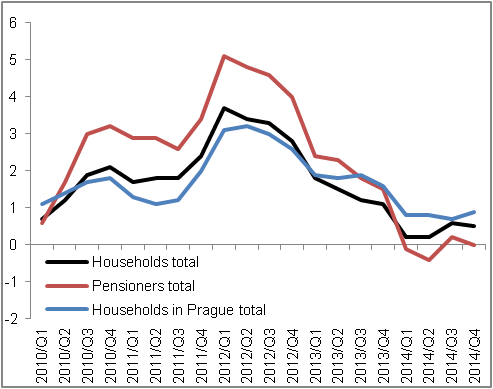 6
5
4
3
2
1
0
-1
-2
Households total
Pensioners total
Households in Prague total
2010/Q1
2010/Q2
2010/Q3
2010/Q4
2011/Q1
2011/Q2
2011/Q3
2011/Q4
2012/Q1
2012/Q2
2012/Q3
2012/Q4
2013/Q1
2013/Q2
2013/Q3
2013/Q4
2014/Q1
2014/Q2
2014/Q3
2014/Q4